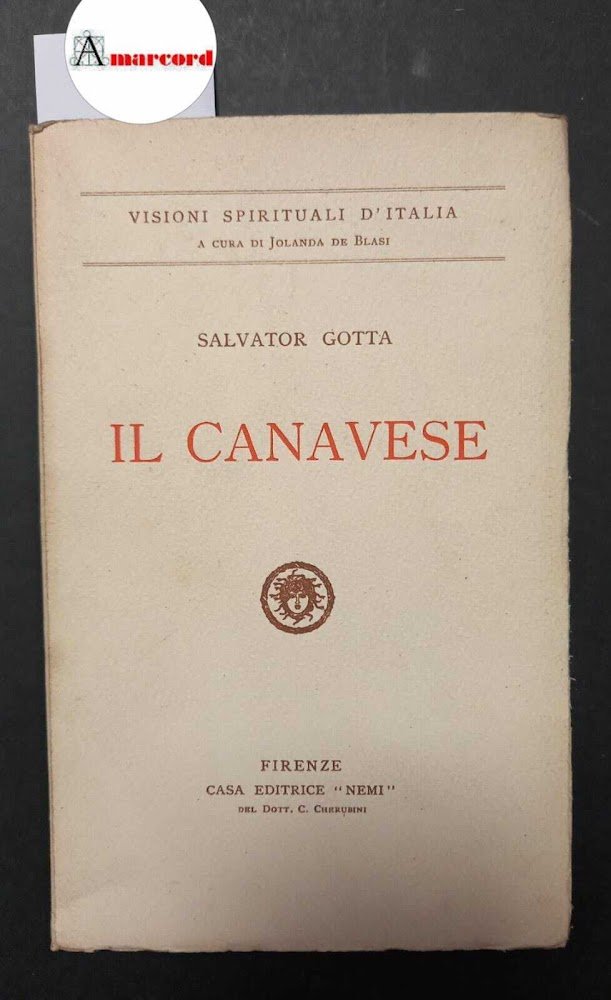 Amarcord
VISIONI SPIRITUALI D'ITALIA
A CURA DI JOLANDA DE BLASI
SALVATOR GOTTA
IL CANAVESE
FIRENZE
CASA EDITRICE "NEMI"
DEL DOTT. C. CHERUBINI